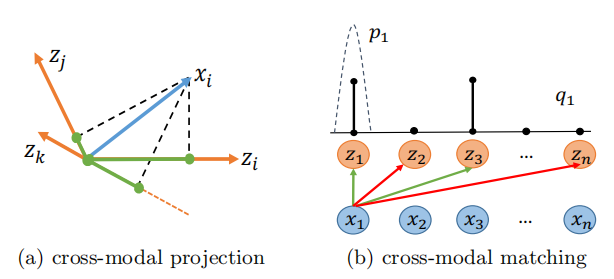 z_j
x_i
z_k
z_i
(a) cross-modal projection
p_1
q_1
z_1 z_2 z_3 ... z_n
x_1 x_2 x_3 ... x_n
(b) cross-modal matching